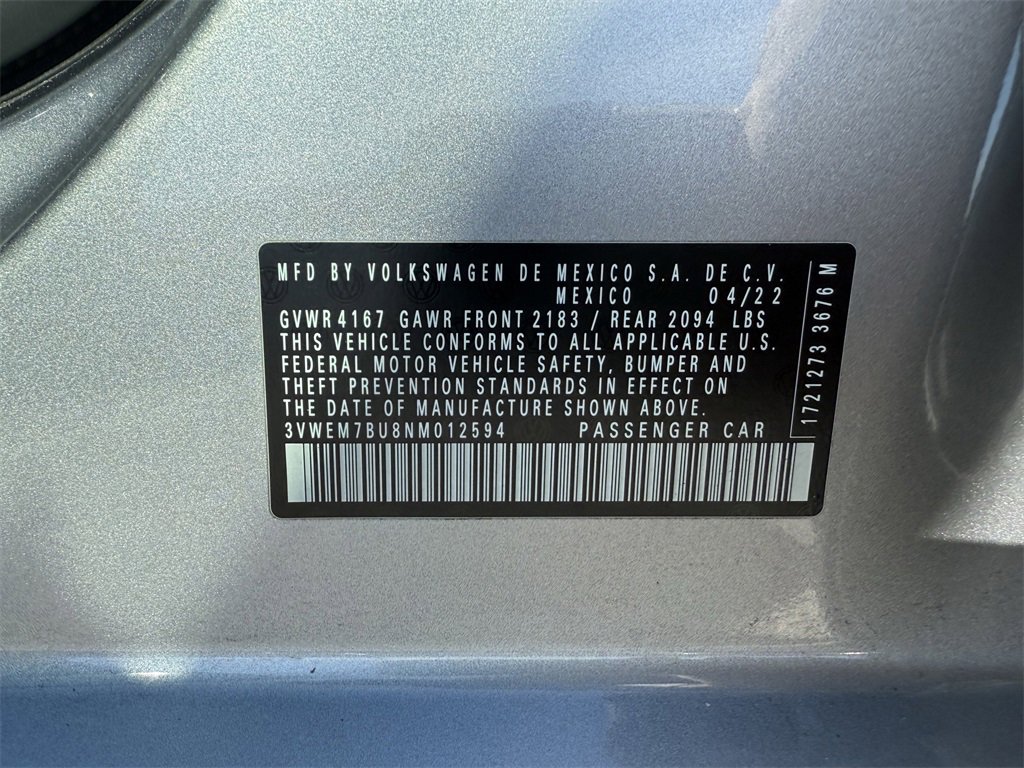 MFD BY VOLKSWAGEN DE MEXICO S.A. DE C.V.
MEXICO 04/22
GVWR 4167 GAWR FRONT 2183 / REAR 2094 LBS
THIS VEHICLE CONFORMS TO ALL APPLICABLE U.S.
FEDERAL MOTOR VEHICLE SAFETY, BUMPER AND
THEFT PREVENTION STANDARDS IN EFFECT ON
THE DATE OF MANUFACTURE SHOWN ABOVE.
3VWEM7BU8NM012594 PASSENGER CAR
1721273 3676 M